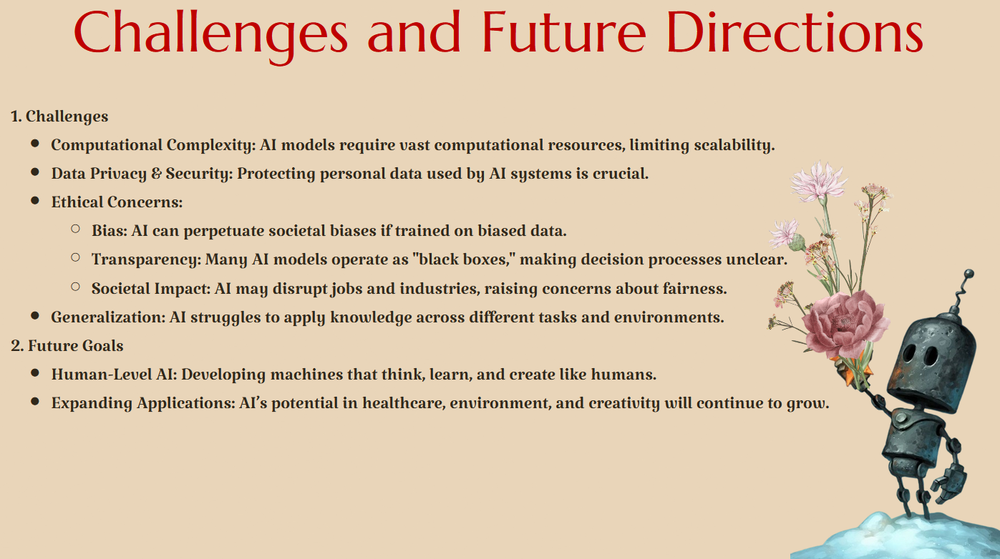 Challenges and Future Directions
1. Challenges
● Computational Complexity: AI models require vast computational resources, limiting scalability.
● Data Privacy & Security: Protecting personal data used by AI systems is crucial.
● Ethical Concerns:
○ Bias: AI can perpetuate societal biases if trained on biased data.
○ Transparency: Many AI models operate as "black boxes," making decision processes unclear.
○ Societal Impact: AI may disrupt jobs and industries, raising concerns about fairness.
● Generalization: AI struggles to apply knowledge across different tasks and environments.
2. Future Goals
● Human-Level AI: Developing machines that think, learn, and create like humans.
● Expanding Applications: AI’s potential in healthcare, environment, and creativity will continue to grow.